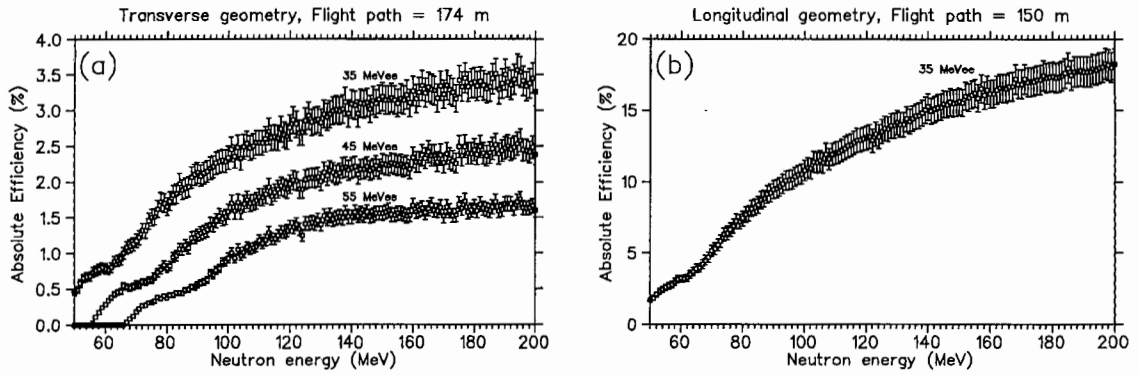 Transverse geometry, Flight path = 174 m
(a)
Absolute Efficiency (%)
4.0
3.5
3.0
2.5
2.0
1.5
1.0
0.5
0.0
35 MeVee
45 MeVee
55 MeVee
60 80 100 120 140 160 180 200
Neutron energy (MeV)
Longitudinal geometry, Flight path = 150 m
(b)
Absolute Efficiency (%)
20
15
10
5
0
35 MeVee
60 80 100 120 140 160 180 200
Neutron energy (MeV)